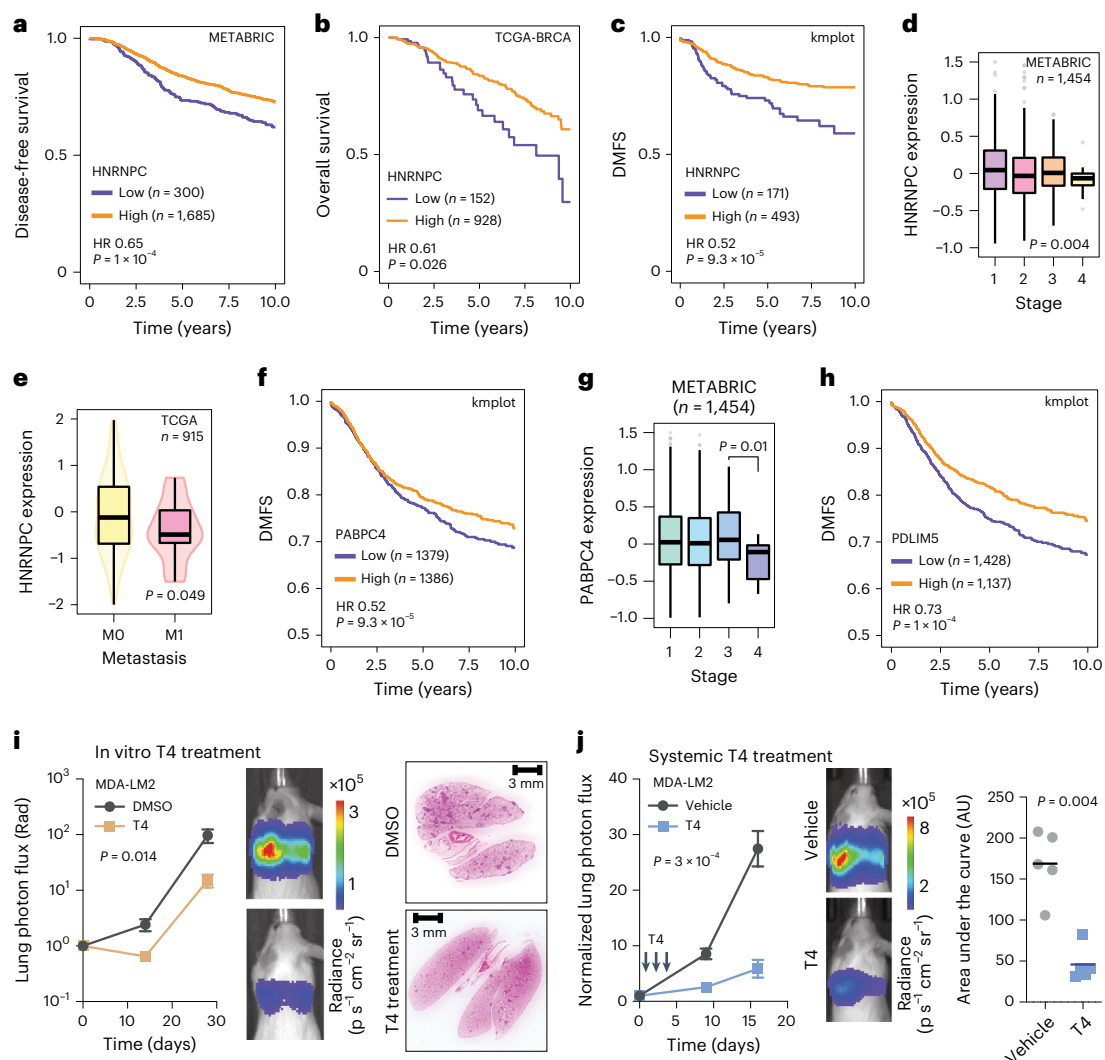 a
METABRIC
Disease-free survival
1.0
0.5
0
HNRNPC
Low (n = 300)
High (n = 1,685)
HR 0.65
P = 1 × 10⁻⁴
0 2.5 5.0 7.5 10.0
Time (years)
b
TCGA-BRCA
Overall survival
1.0
0.5
0
HNRNPC
Low (n = 152)
High (n = 928)
HR 0.61
P = 0.026
0 2.5 5.0 7.5 10.0
Time (years)
c
kmplot
DMFS
1.0
0.5
0
HNRNPC
Low (n = 171)
High (n = 493)
HR 0.52
P = 9.3 × 10⁻⁵
0 2.5 5.0 7.5 10.0
Time (years)
d
METABRIC
n = 1,454
HNRNPC expression
1.5
1.0
0.5
0
−0.5
−1.0
P = 0.004
1 2 3 4
Stage
e
TCGA
n = 915
HNRNPC expression
2
1
0
−1
−2
P = 0.049
M0 M1
Metastasis
f
kmplot
DMFS
1.0
0.9
0.8
0.7
0.6
0.5
PABPC4
Low (n = 1379)
High (n = 1386)
HR 0.52
P = 9.3 × 10⁻⁵
0 2.5 5.0 7.5 10.0
Time (years)
g
METABRIC
(n = 1,454)
PABPC4 expression
1.5
1.0
0.5
0
−0.5
−1.0
P = 0.01
1 2 3 4
Stage
h
kmplot
DMFS
1.0
0.9
0.8
0.7
0.6
0.5
PDLIM5
Low (n = 1,428)
High (n = 1,137)
HR 0.73
P = 1 × 10⁻⁴
0 2.5 5.0 7.5 10.0
Time (years)
i
In vitro T4 treatment
Lung photon flux (Rad)
10³
10²
10¹
10⁰
10⁻¹
MDA-LM2
DMSO
T4
P = 0.014
0 10 20 30
Time (days)
×10⁵
3
1
Radiance
(p s⁻¹ cm⁻² sr⁻¹)
DMSO
3 mm
T4 treatment
3 mm
j
Systemic T4 treatment
Normalized lung photon flux
40
30
20
10
0
MDA-LM2
Vehicle
T4
P = 3 × 10⁻⁴
T4
0 5 10 15 20
Time (days)
Vehicle
T4
×10⁵
8
2
Radiance
(p s⁻¹ cm⁻² sr⁻¹)
Area under the curve (AU)
250
200
150
100
50
0
P = 0.004
Vehicle
T4